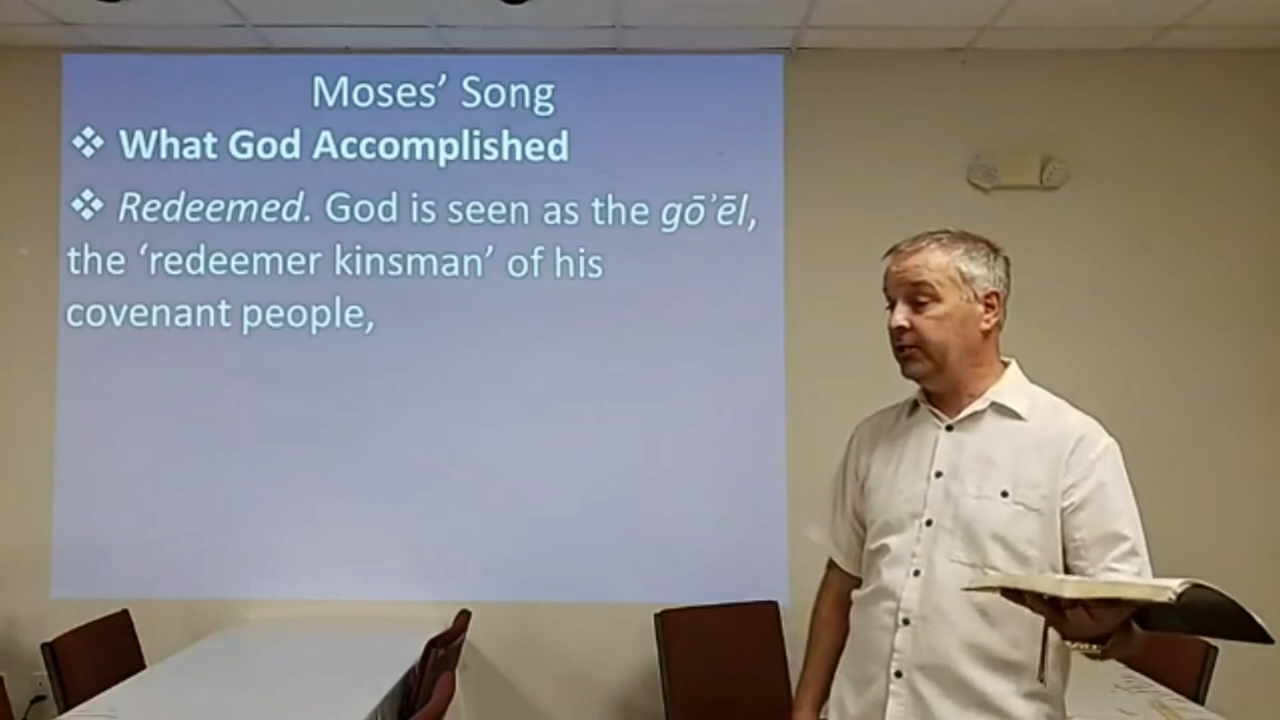 Moses’ Song
❖ What God Accomplished
❖ Redeemed. God is seen as the gō’ēl,
the ‘redeemer kinsman’ of his
covenant people,